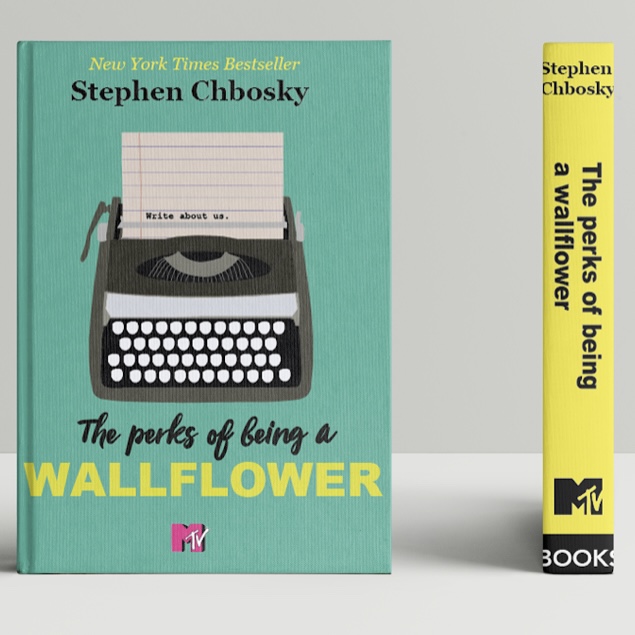 New York Times Bestseller
Stephen Chbosky
Write about us.
The perks of being a
WALLFLOWER
MTV
Stephen
Chbosky
The perks of being
a wallflower
MTV
BOOKS